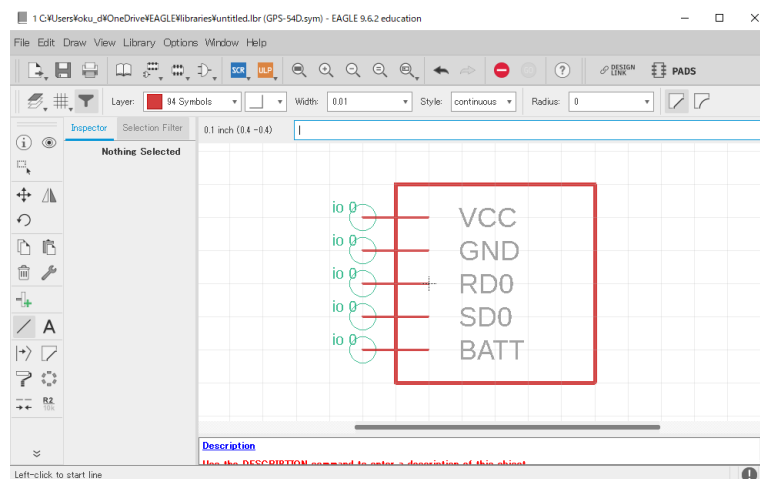 1 C:¥Users¥oku_d¥OneDrive¥EAGLE¥libraries¥untitled.lbr (GPS-54D.sym) - EAGLE 9.6.2 education
File Edit Draw View Library Options Window Help
SCR ULP DESIGN LINK PADS
Layer: 94 Symbols Width: 0.01 Style: continuous Radius: 0
Inspector Selection Filter 0.1 inch (0.4 -0.4)
Nothing Selected
io 0 VCC
io 0 GND
io 0 RD0
io 0 SD0
io 0 BATT
R2
10k
Description
Use the DESCRIPTION command to enter a description of this object.
Left-click to start line